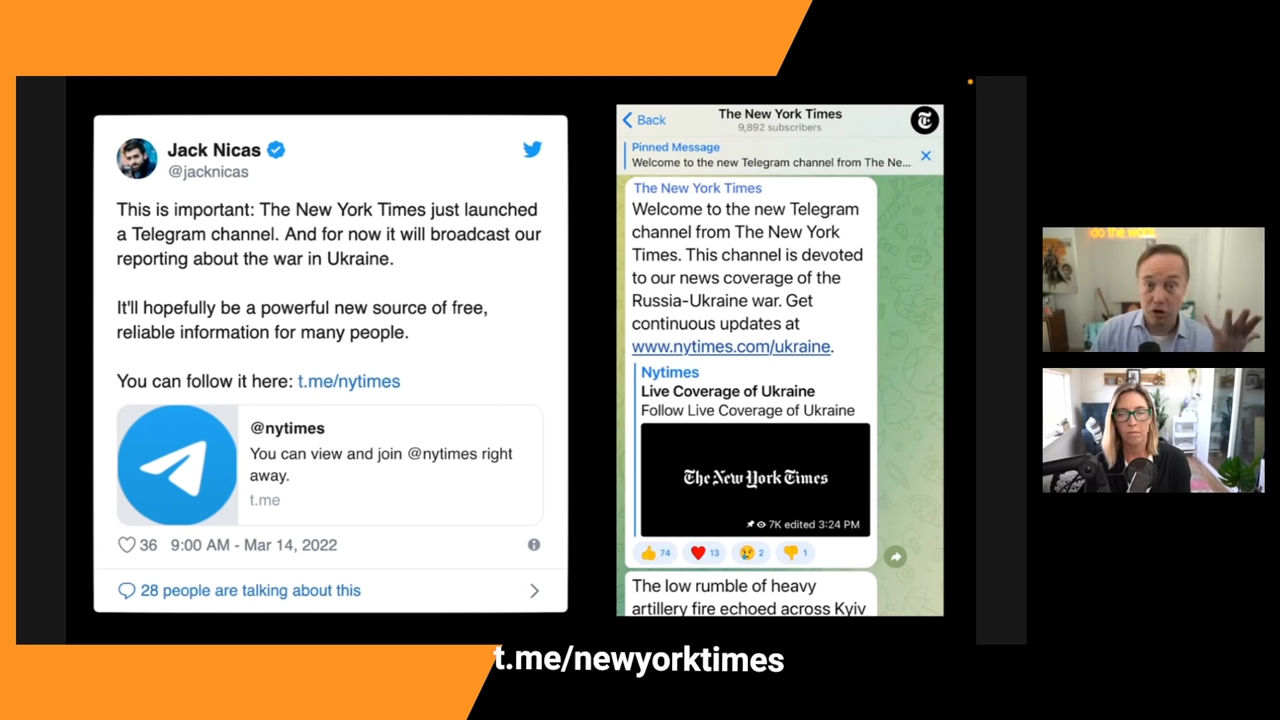 Jack Nicas
@jacknicas
This is important: The New York Times just launched
a Telegram channel. And for now it will broadcast our
reporting about the war in Ukraine.
It'll hopefully be a powerful new source of free,
reliable information for many people.
You can follow it here: t.me/nytimes
@nytimes
You can view and join @nytimes right
away.
t.me
36 9:00 AM - Mar 14, 2022
28 people are talking about this
Back
The New York Times
9,892 subscribers
Pinned Message
Welcome to the new Telegram channel from The Ne...
The New York Times
Welcome to the new Telegram
channel from The New York
Times. This channel is devoted
to our news coverage of the
Russia-Ukraine war. Get
continuous updates at
www.nytimes.com/ukraine.
Nytimes
Live Coverage of Ukraine
Follow Live Coverage of Ukraine
The New York Times
7K edited 3:24 PM
74 13 2 1
The low rumble of heavy
artillery fire echoed across Kyiv
do the work
t.me/newyorktimes